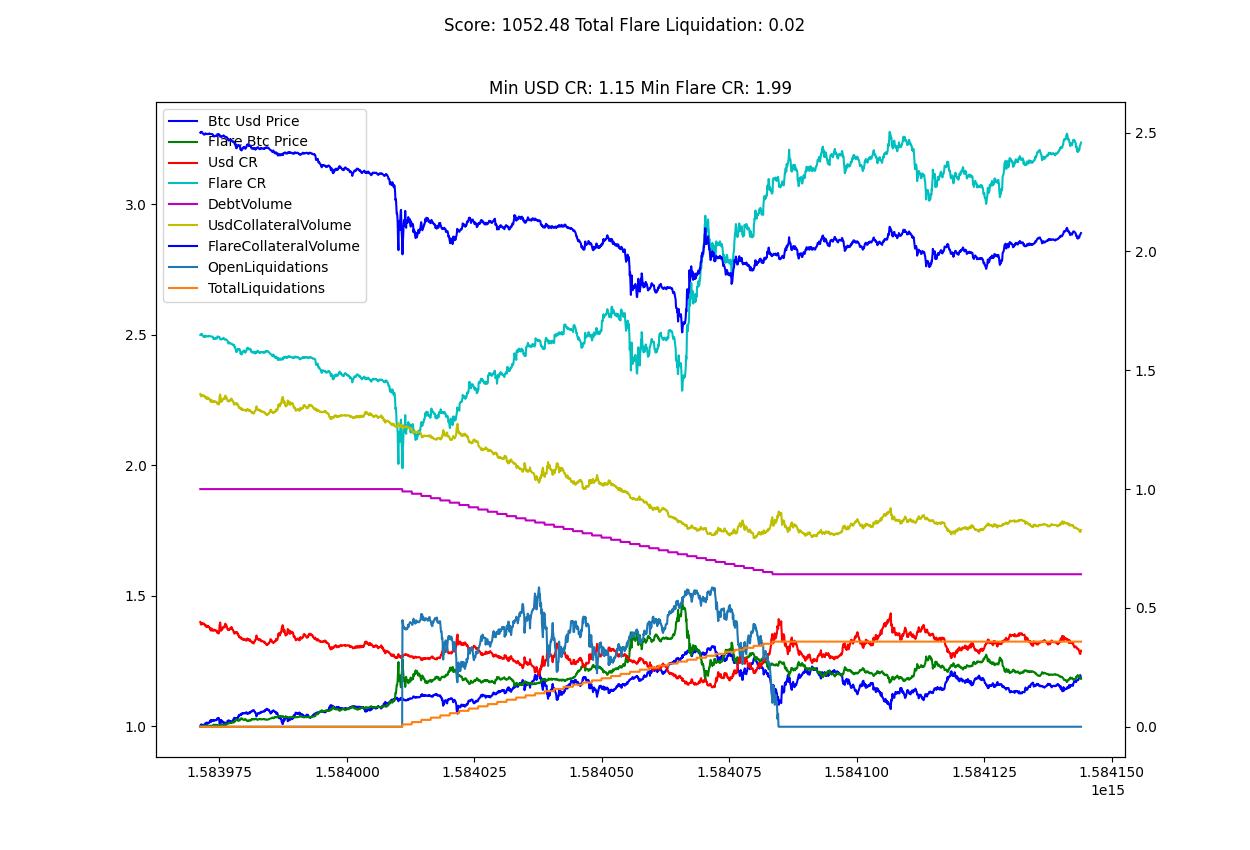 Score: 1052.48 Total Flare Liquidation: 0.02
Min USD CR: 1.15 Min Flare CR: 1.99
Btc Usd Price
Flare Btc Price
Usd CR
Flare CR
DebtVolume
UsdCollateralVolume
FlareCollateralVolume
OpenLiquidations
TotalLiquidations
3.0
2.5
2.0
1.5
1.0
2.5
2.0
1.5
1.0
0.5
0.0
1.583975
1.584000
1.584025
1.584050
1.584075
1.584100
1.584125
1.584150
1e15